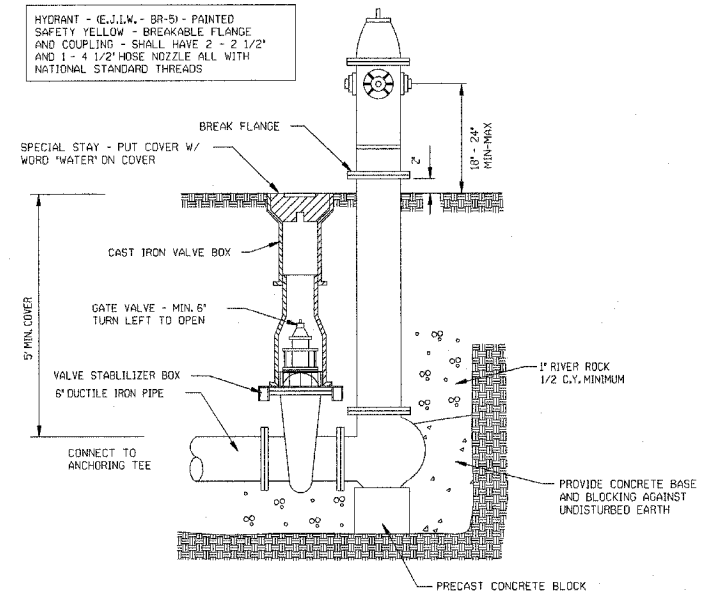 HYDRANT - (E.J.I.W. - BR-5) - PAINTED
SAFETY YELLOW - BREAKABLE FLANGE
AND COUPLING - SHALL HAVE 2 - 2 1/2"
AND 1 - 4 1/2" HOSE NOZZLE ALL WITH
NATIONAL STANDARD THREADS
BREAK FLANGE
SPECIAL STAY - PUT COVER W/
WORD "WATER" ON COVER
2"
18" - 24"
MIN-MAX
CAST IRON VALVE BOX
5' MIN. COVER
GATE VALVE - MIN. 6"
TURN LEFT TO OPEN
VALVE STABLILIZER BOX
6" DUCTILE IRON PIPE
1" RIVER ROCK
1/2 C.Y. MINIMUM
CONNECT TO
ANCHORING TEE
PROVIDE CONCRETE BASE
AND BLOCKING AGAINST
UNDISTURBED EARTH
PRECAST CONCRETE BLOCK